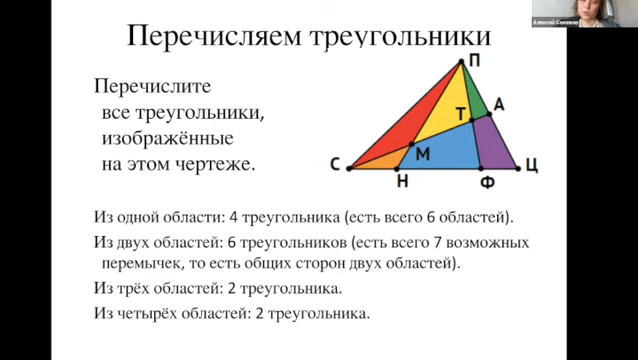 Алексей Семенов
Перечисляем треугольники
Перечислите
все треугольники,
изображённые
на этом чертеже.
П
А
Т
М
С
Н
Ф
Ц
Из одной области: 4 треугольника (есть всего 6 областей).
Из двух областей: 6 треугольников (есть всего 7 возможных
перемычек, то есть общих сторон двух областей).
Из трёх областей: 2 треугольника.
Из четырёх областей: 2 треугольника.